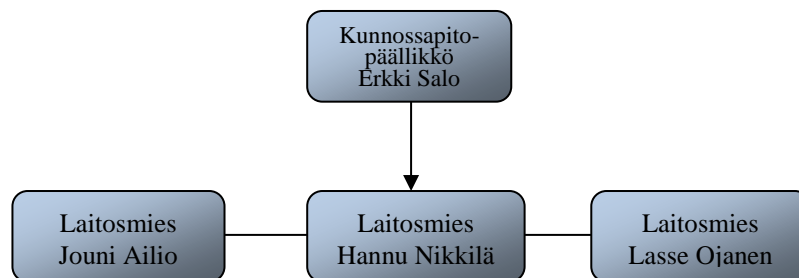 Kunnossapito-
päällikkö
Erkki Salo
Laitosmies
Jouni Ailio
Laitosmies
Hannu Nikkilä
Laitosmies
Lasse Ojanen